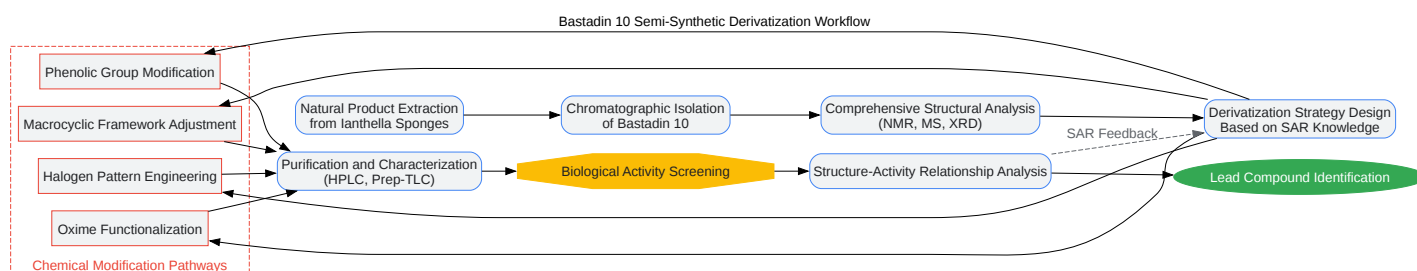 Bastadin 10 Semi-Synthetic Derivatization Workflow
Phenolic Group Modification
Macrocyclic Framework Adjustment
Halogen Pattern Engineering
Oxime Functionalization
Chemical Modification Pathways
Natural Product Extraction
from Ianthella Sponges
Chromatographic Isolation
of Bastadin 10
Comprehensive Structural Analysis
(NMR, MS, XRD)
Derivatization Strategy Design
Based on SAR Knowledge
SAR Feedback
Purification and Characterization
(HPLC, Prep-TLC)
Biological Activity Screening
Structure-Activity Relationship Analysis
Lead Compound Identification